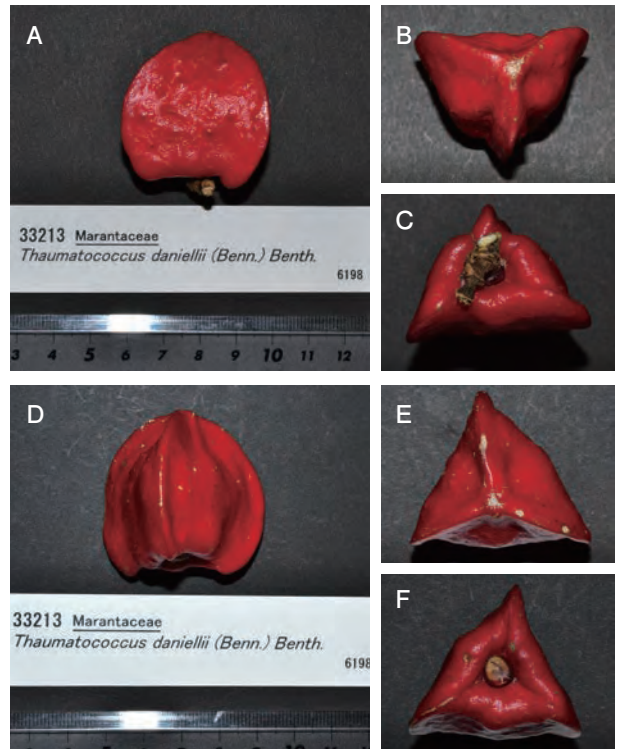 A
33213 Marantaceae
Thaumatococcus daniellii (Benn.) Benth.
6198
3 4 5 6 7 8 9 10 11 12
B
C
D
33213 Marantaceae
Thaumatococcus daniellii (Benn.) Benth.
6198
E
F